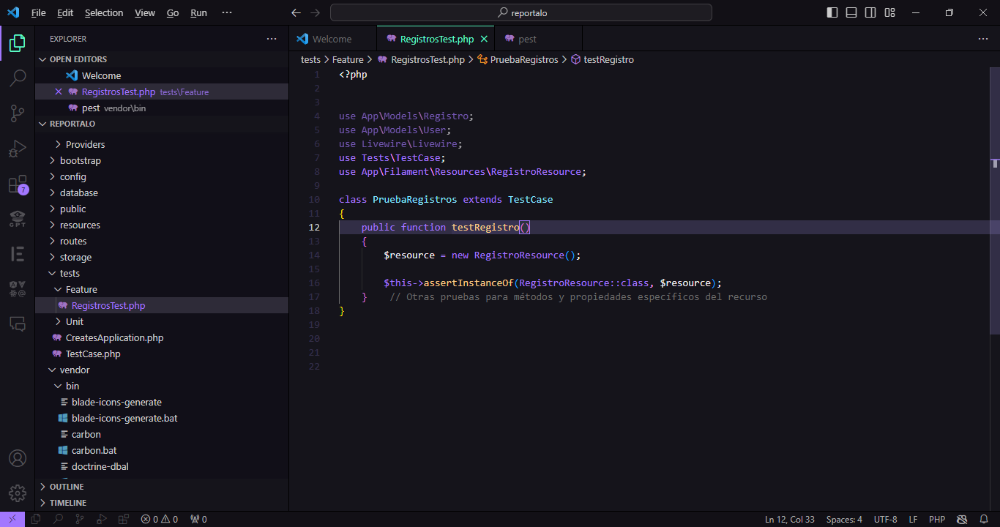 File Edit Selection View Go Run ···
reportalo
EXPLORER
OPEN EDITORS
Welcome
RegistrosTest.php tests\Feature
pest vendor\bin
REPORTALO
Providers
bootstrap
config
database
public
resources
routes
storage
tests
Feature
RegistrosTest.php
Unit
CreatesApplication.php
TestCase.php
vendor
bin
blade-icons-generate
blade-icons-generate.bat
carbon
carbon.bat
doctrine-dbal
OUTLINE
TIMELINE
7
GPT
Welcome RegistrosTest.php pest
tests > Feature > RegistrosTest.php > PruebaRegistros > testRegistro
1 <?php
2
3
4 use App\Models\Registro;
5 use App\Models\User;
6 use Livewire\Livewire;
7 use Tests\TestCase;
8 use App\Filament\Resources\RegistroResource;
9
10 class PruebaRegistros extends TestCase
11 {
12 public function testRegistro()
13 {
14 $resource = new RegistroResource();
15
16 $this->assertInstanceOf(RegistroResource::class, $resource);
17 } // Otras pruebas para métodos y propiedades específicos del recurso
18 }
19
20
21
22
0 0 0
Ln 12, Col 33 Spaces: 4 UTF-8 LF PHP